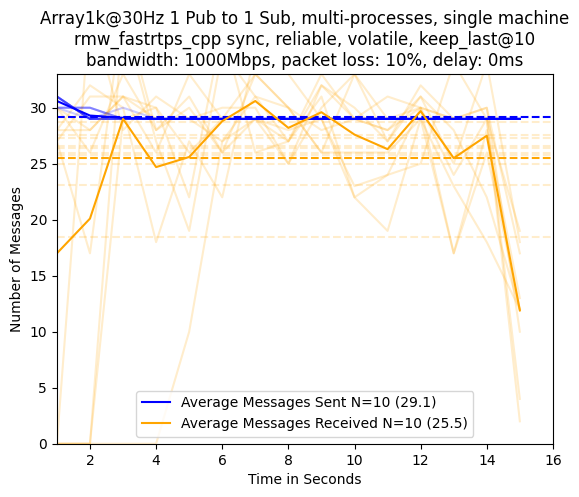 Array1k@30Hz 1 Pub to 1 Sub, multi-processes, single machine
rmw_fastrtps_cpp sync, reliable, volatile, keep_last@10
bandwidth: 1000Mbps, packet loss: 10%, delay: 0ms
Number of Messages
30
25
20
15
10
5
0
Average Messages Sent N=10 (29.1)
Average Messages Received N=10 (25.5)
2 4 6 8 10 12 14 16
Time in Seconds